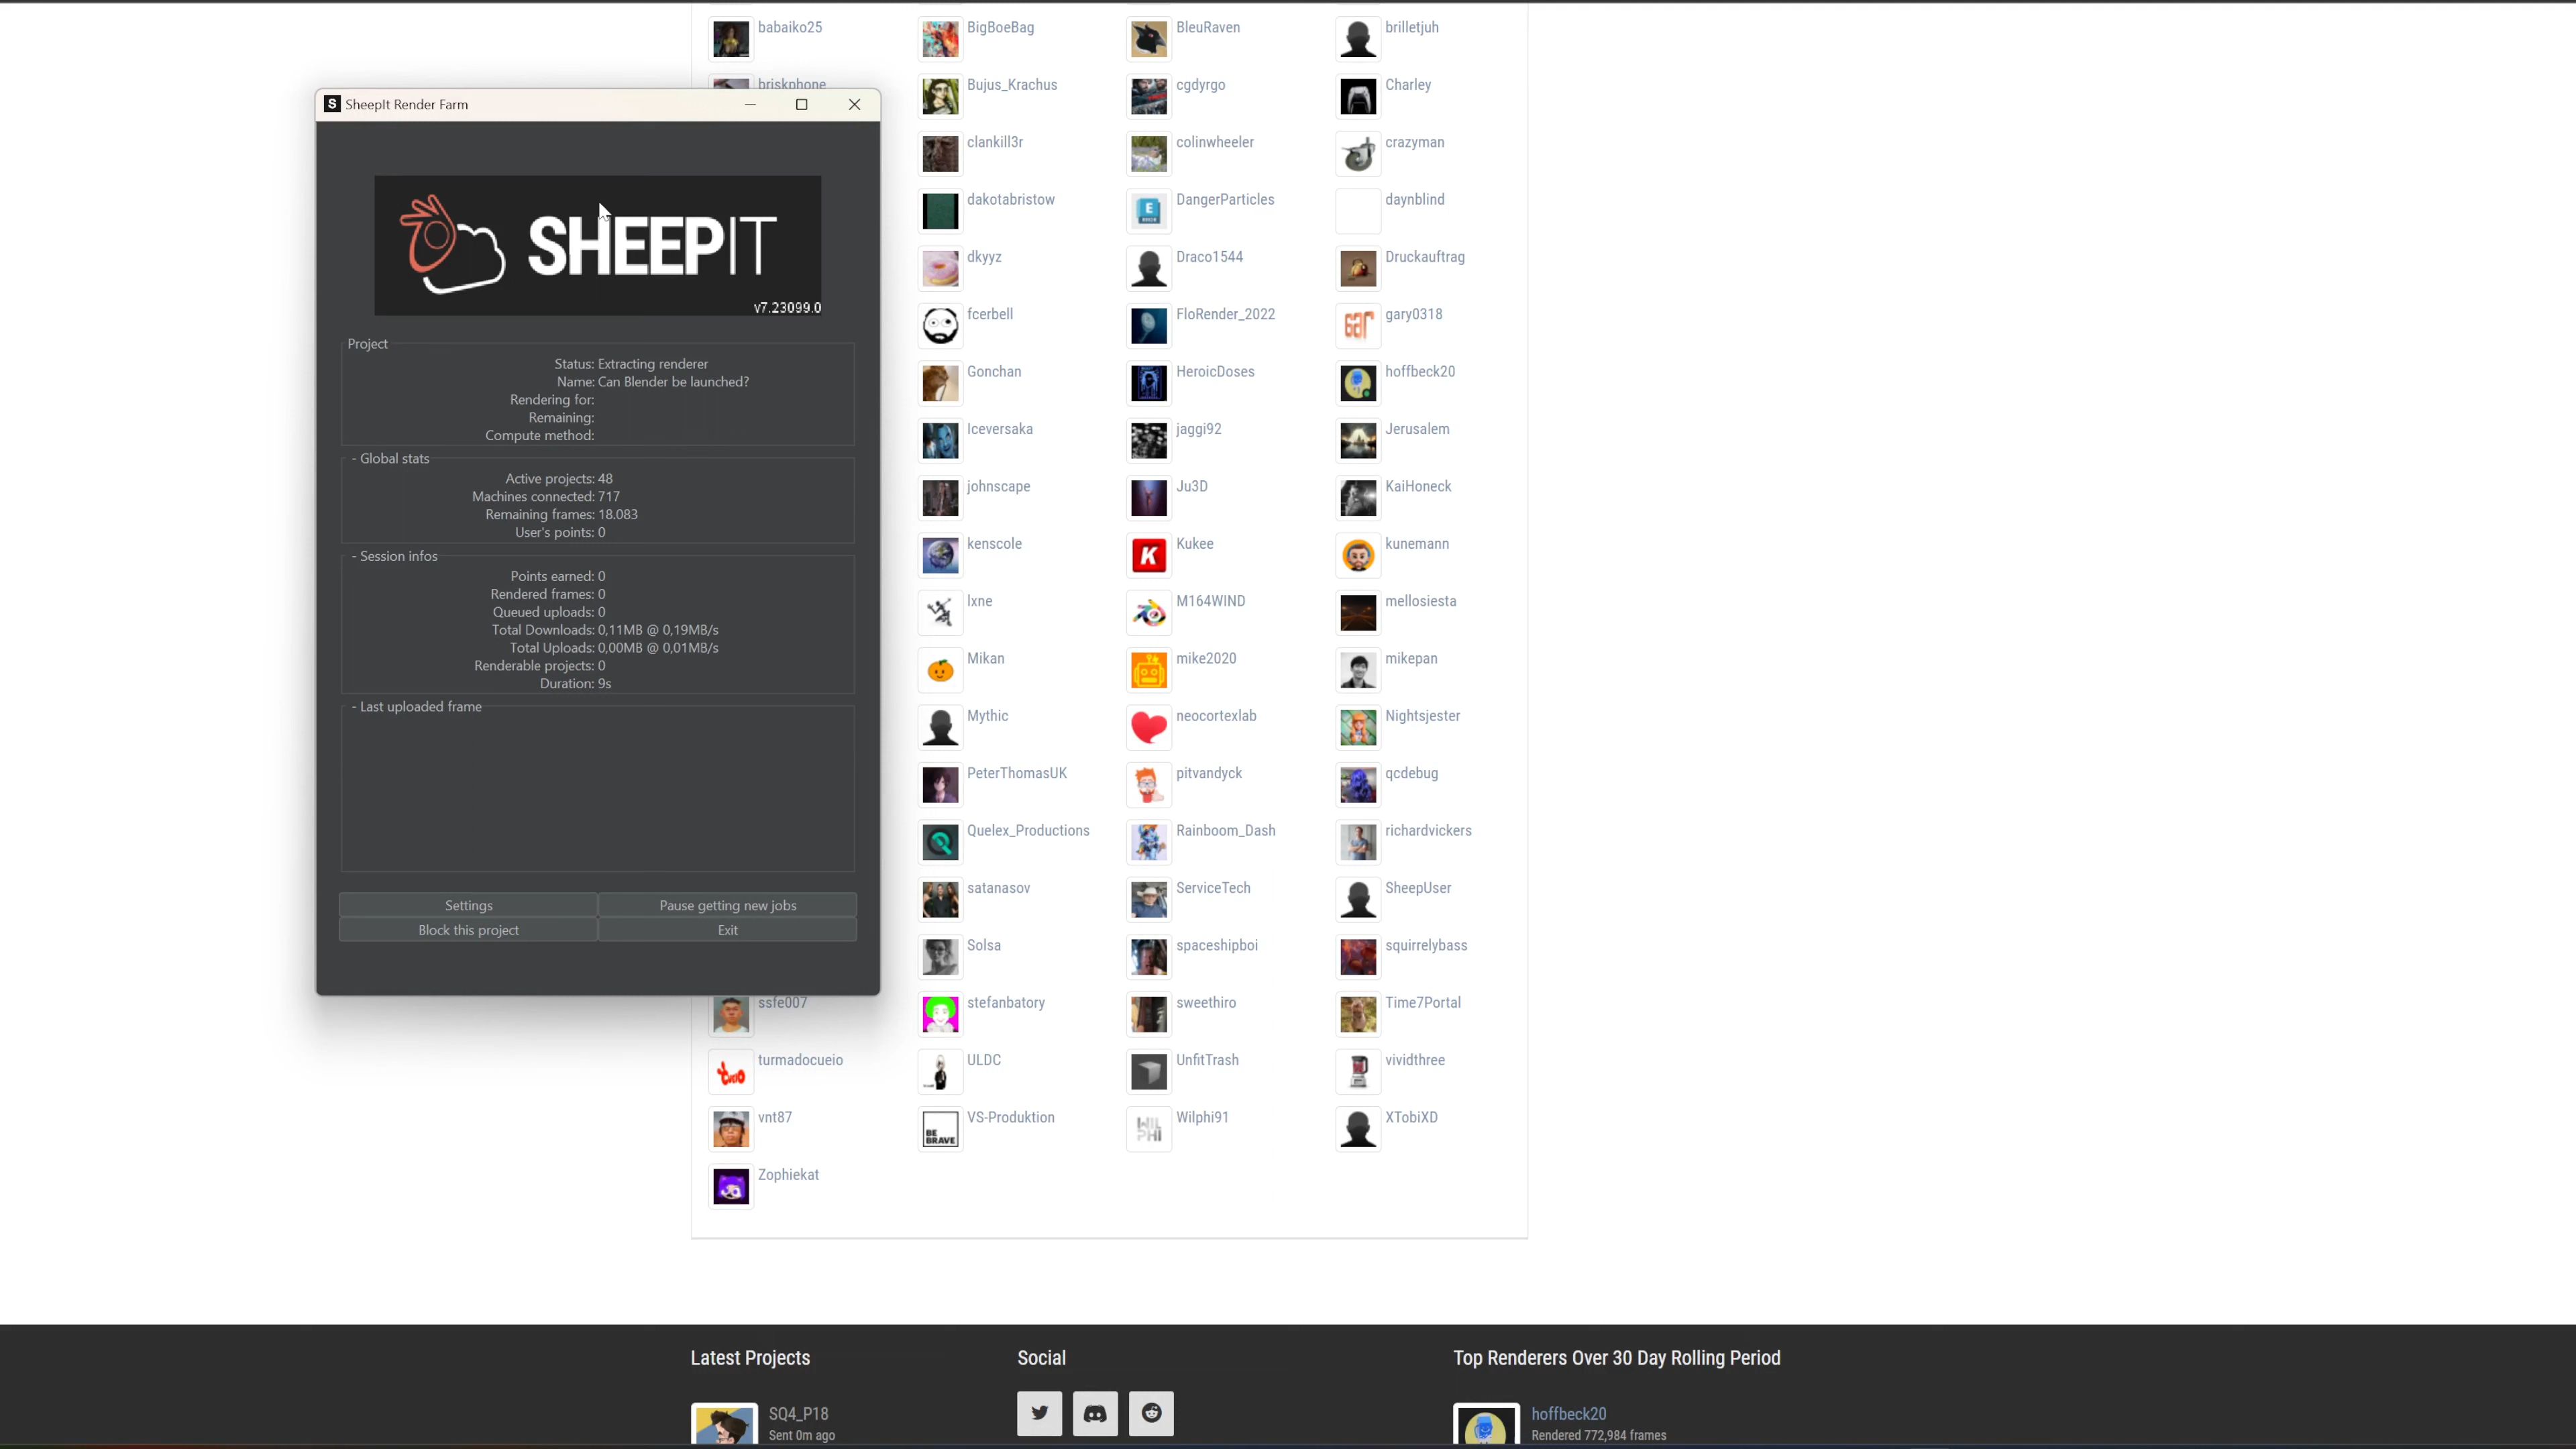 babaiko25
BigBoeBag
BleuRaven
brilletjuh
briskphone
Bujus_Krachus
cgdyrgo
Charley
S SheepIt Render Farm
clankill3r
colinwheeler
crazyman
dakotabristow
DangerParticles
daynblind
SHEEPIT
v7.23099.0
dkyyz
Draco1544
Druckauftrag
fcerbell
FloRender_2022
gary0318
Gonchan
HeroicDoses
hoffbeck20
Iceversaka
jaggi92
Jerusalem
johnscape
Ju3D
KaiHoneck
kenscole
Kukee
kunemann
lxne
M164WIND
mellosiesta
Mikan
mike2020
mikepan
Mythic
neocortexlab
Nightsjester
PeterThomasUK
pitvandyck
qcdebug
Quelex_Productions
Rainboom_Dash
richardvickers
satanasov
ServiceTech
SheepUser
Solsa
spaceshipboi
squirrelybass
Project
Status: Extracting renderer
Name: Can Blender be launched?
Rendering for:
Remaining:
Compute method:
- Global stats
Active projects: 48
Machines connected: 717
Remaining frames: 18.083
User's points: 0
- Session infos
Points earned: 0
Rendered frames: 0
Queued uploads: 0
Total Downloads: 0,11MB @ 0,19MB/s
Total Uploads: 0,00MB @ 0,01MB/s
Renderable projects: 0
Duration: 9s
- Last uploaded frame
Settings
Pause getting new jobs
Block this project
Exit
ssfe007
stefanbatory
sweethiro
Time7Portal
turmadocueio
ULDC
UnfitTrash
vividthree
vnt87
VS-Produktion
BE
BRAVE
Wilphi91
WIL
PHI
XTobiXD
Zophiekat
Latest Projects
SQ4_P18
Sent 0m ago
Social
Top Renderers Over 30 Day Rolling Period
hoffbeck20
Rendered 772,984 frames